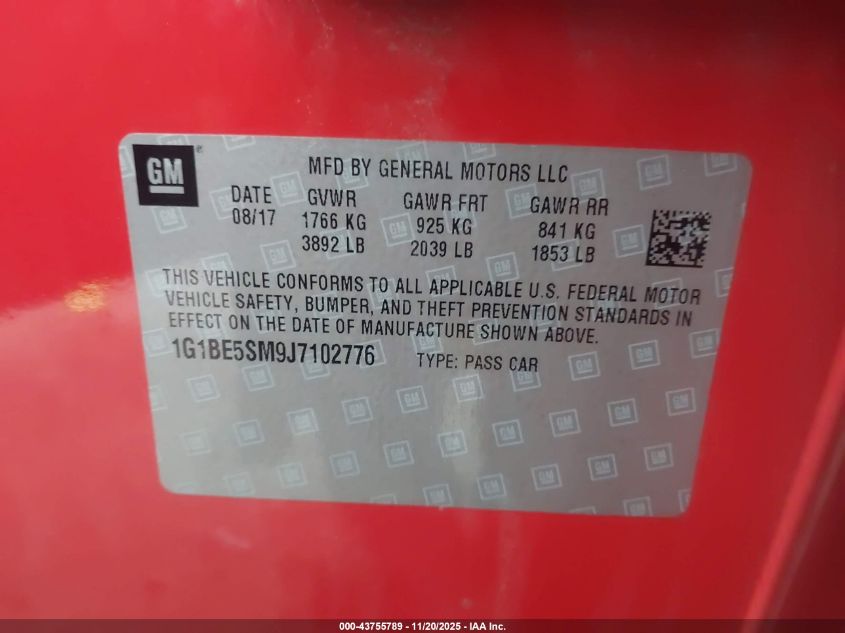 GM
MFD BY GENERAL MOTORS LLC
DATE GVWR GAWR FRT GAWR RR
08/17 1766 KG 925 KG 841 KG
3892 LB 2039 LB 1853 LB
THIS VEHICLE CONFORMS TO ALL APPLICABLE U.S. FEDERAL MOTOR
VEHICLE SAFETY, BUMPER, AND THEFT PREVENTION STANDARDS IN
EFFECT ON THE DATE OF MANUFACTURE SHOWN ABOVE.
1G1BE5SM9J7102776 TYPE: PASS CAR
000-43755789 - 11/20/2025 - IAA Inc.